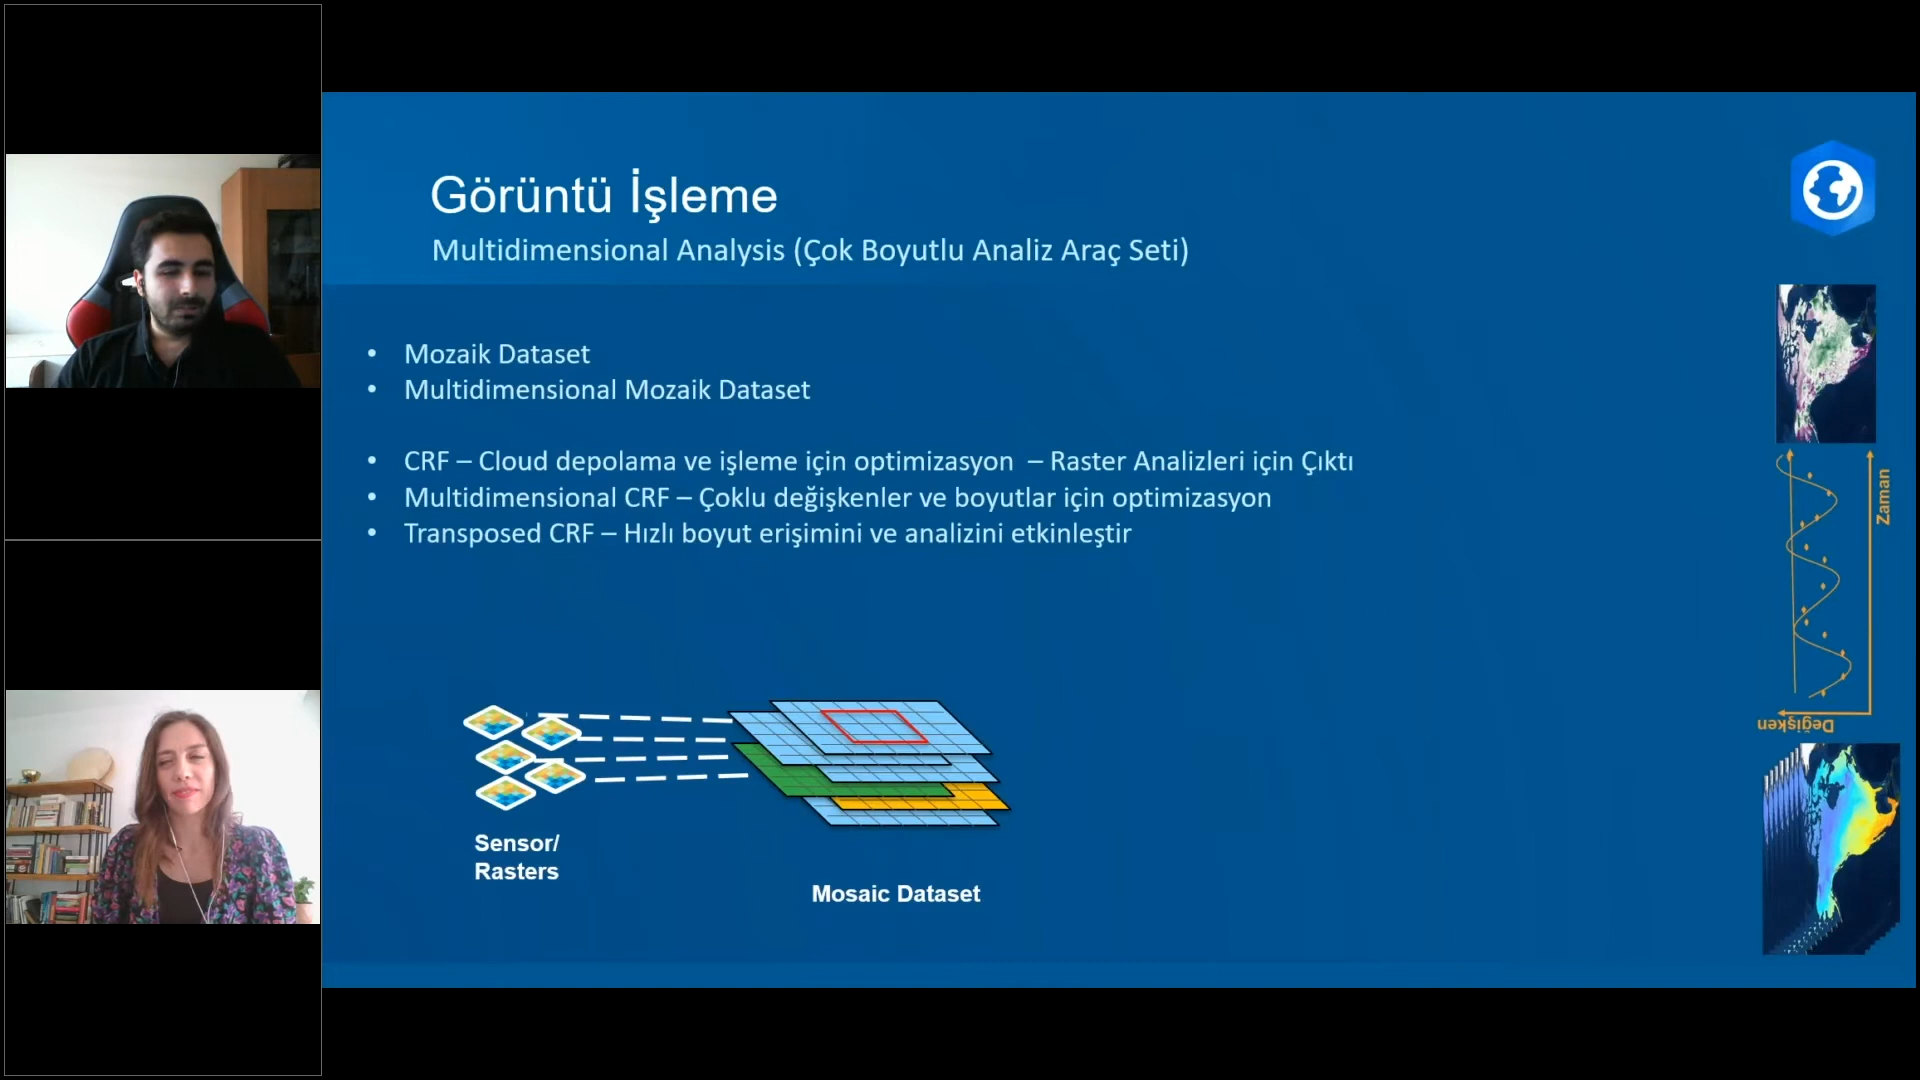 Görüntü İşleme
Multidimensional Analysis (Çok Boyutlu Analiz Araç Seti)
• Mozaik Dataset
• Multidimensional Mozaik Dataset
• CRF – Cloud depolama ve işleme için optimizasyon – Raster Analizleri için Çıktı
• Multidimensional CRF – Çoklu değişkenler ve boyutlar için optimizasyon
• Transposed CRF – Hızlı boyut erişimini ve analizini etkinleştir
Zaman
Değişken
Sensor/
Rasters
Mosaic Dataset